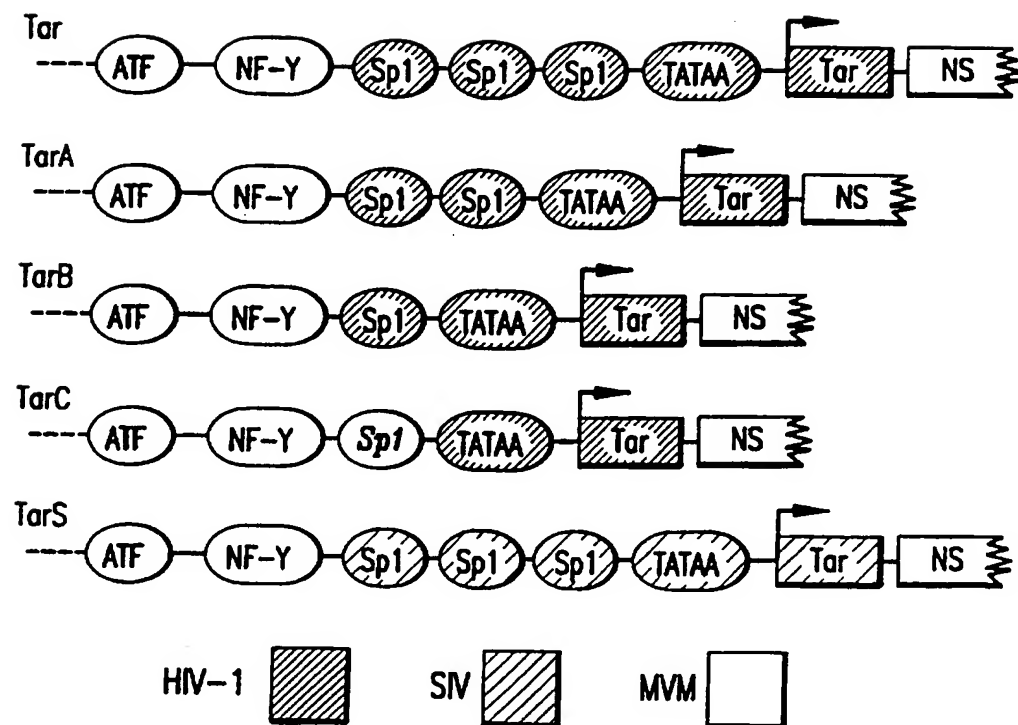 Tar
ATF NF-Y Sp1 Sp1 Sp1 TATAA Tar NS
TarA
ATF NF-Y Sp1 Sp1 TATAA Tar NS
TarB
ATF NF-Y Sp1 TATAA Tar NS
TarC
ATF NF-Y Sp1 TATAA Tar NS
TarS
ATF NF-Y Sp1 Sp1 Sp1 TATAA Tar NS
HIV-1 SIV MVM